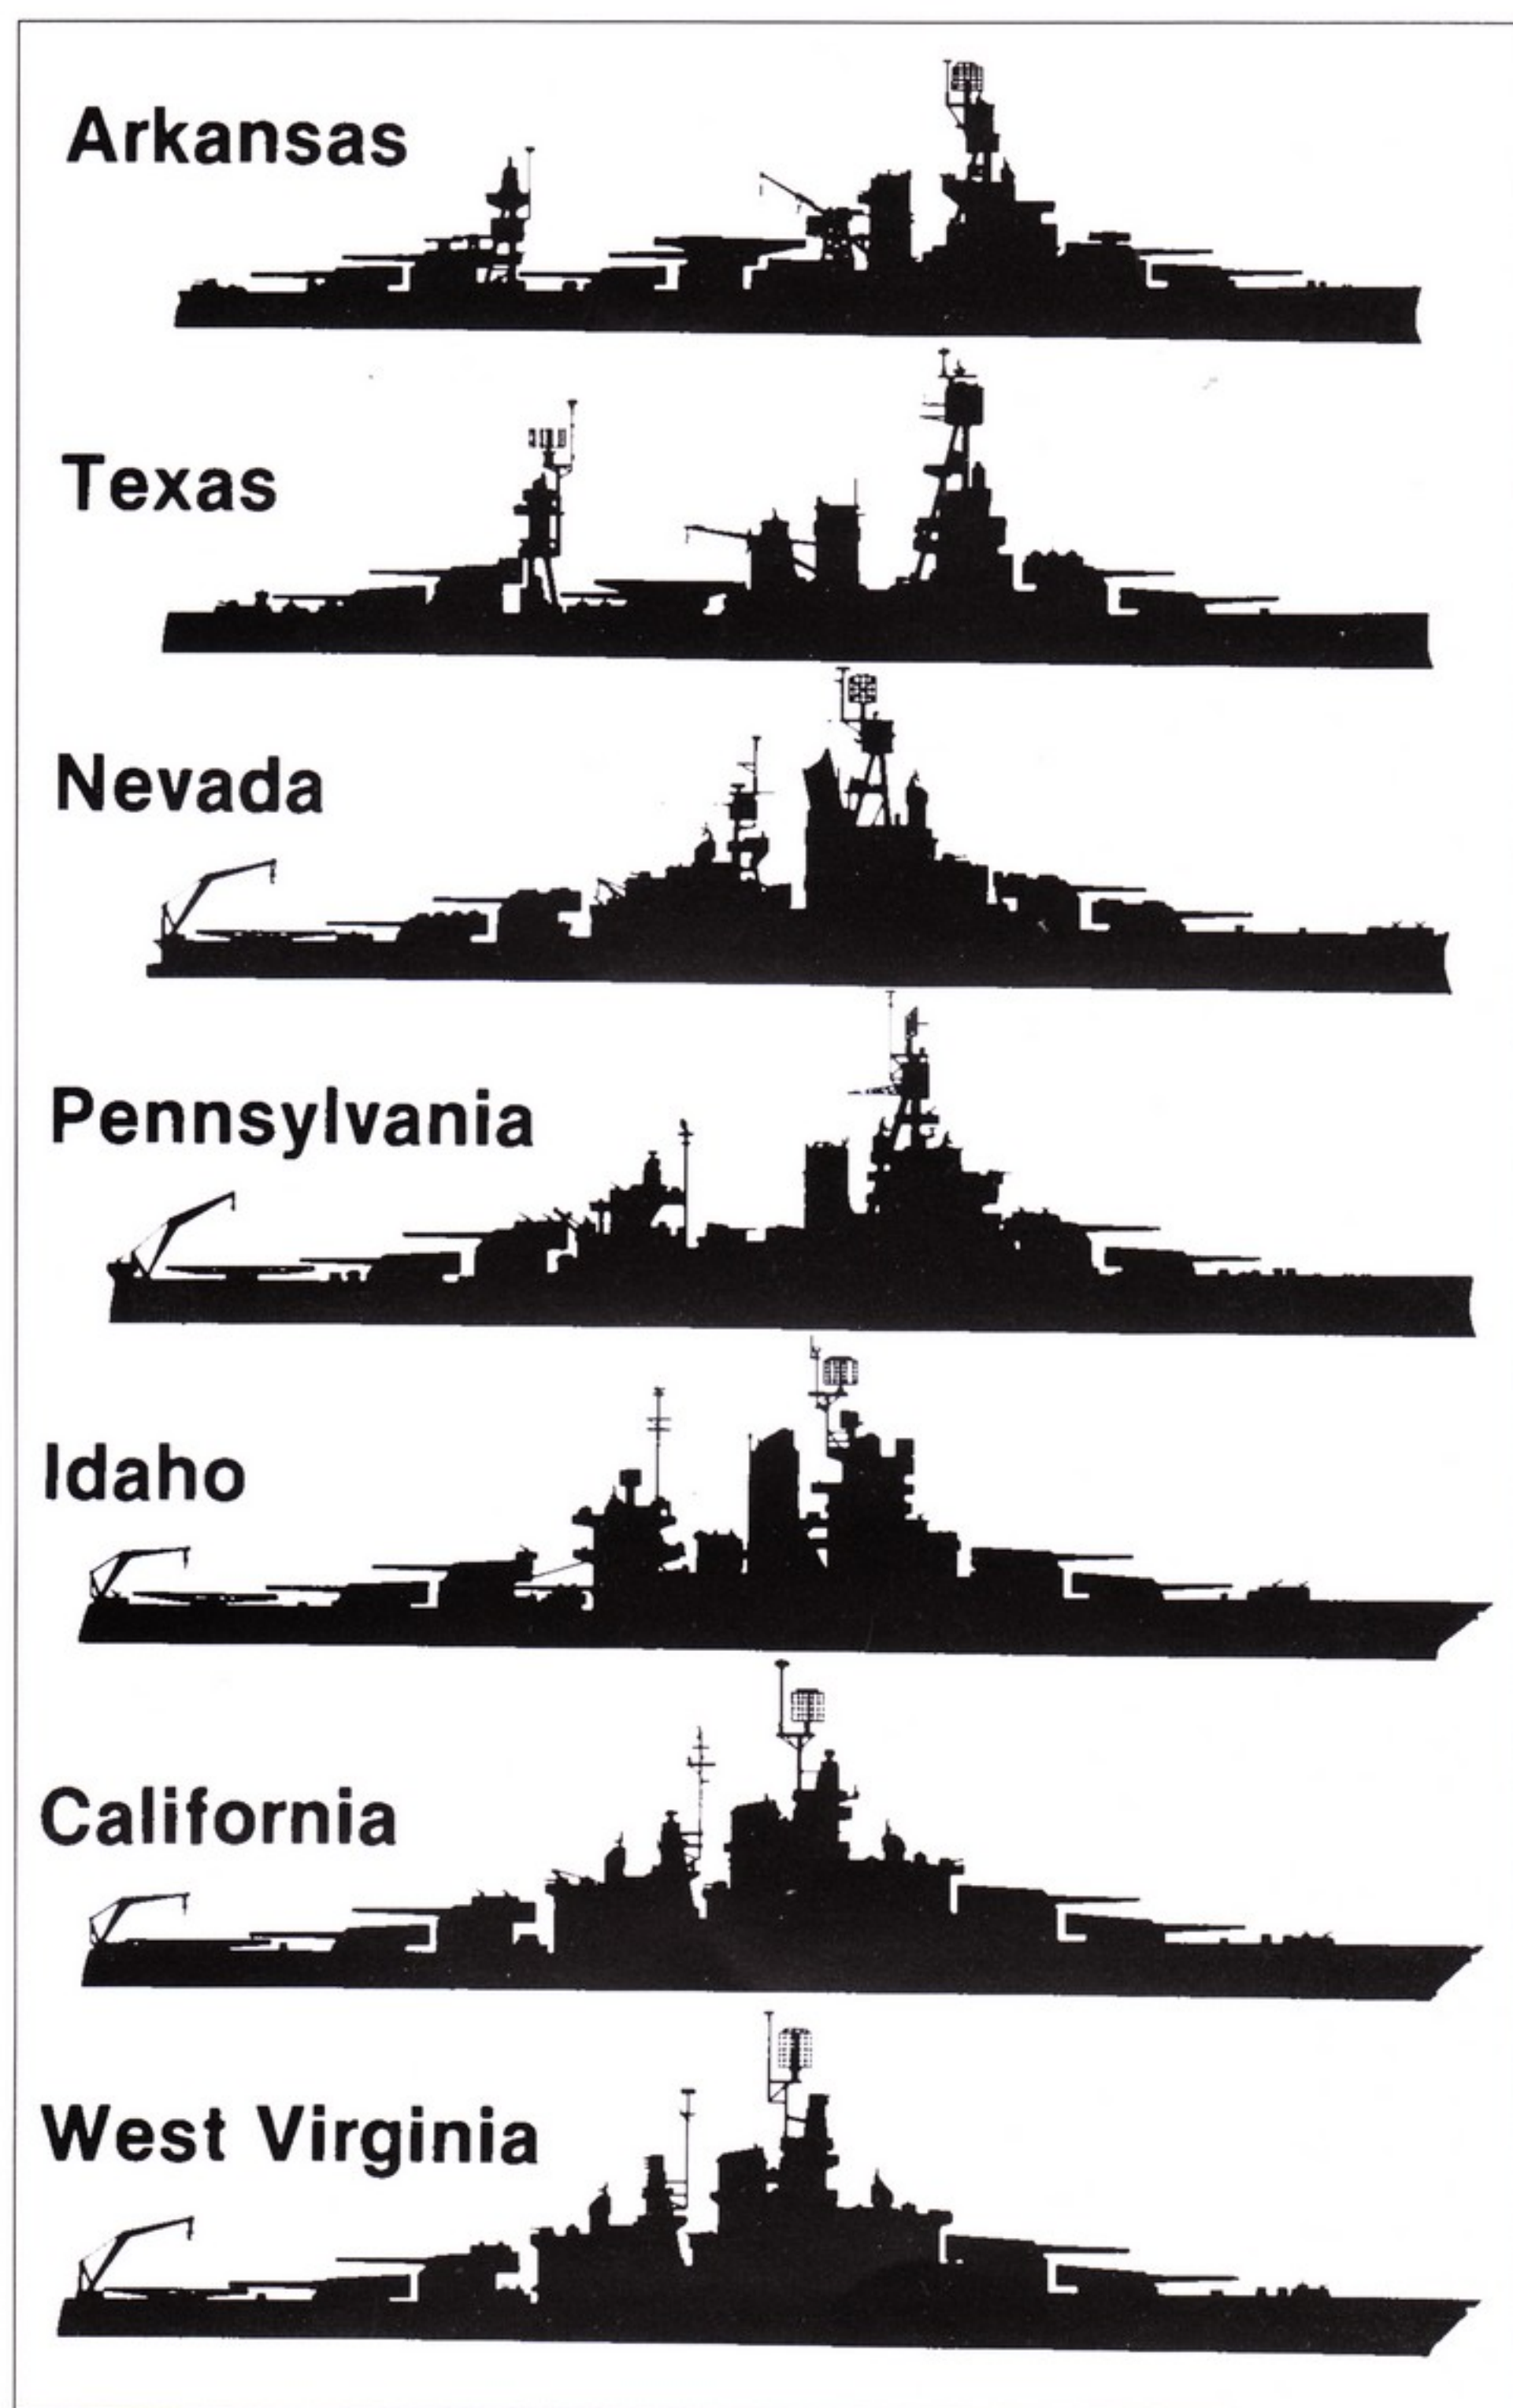 Arkansas
Texas
Nevada
Pennsylvania
Idaho
California
West Virginia